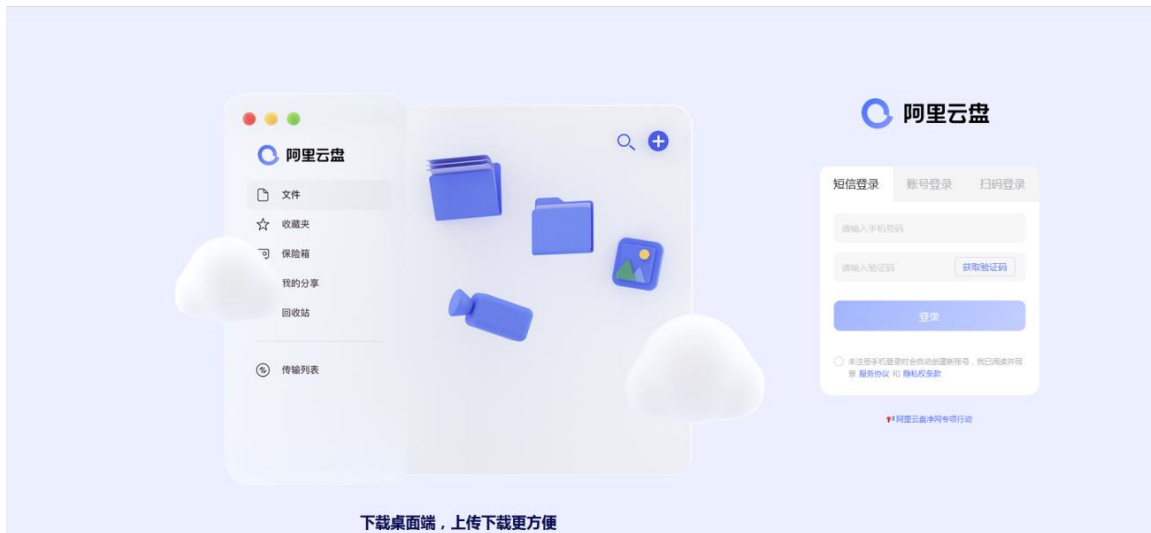 阿里云盘
文件
收藏夹
保险箱
我的分享
回收站
传输列表
下载桌面端，上传下载更方便
阿里云盘
短信登录 账号登录 扫码登录
请输入手机号码
请输入验证码 获取验证码
登录
未注册手机登录时会自动创建新账号，我已阅读并同
意 服务协议 和 隐私权条款
阿里云盘净网专项行动